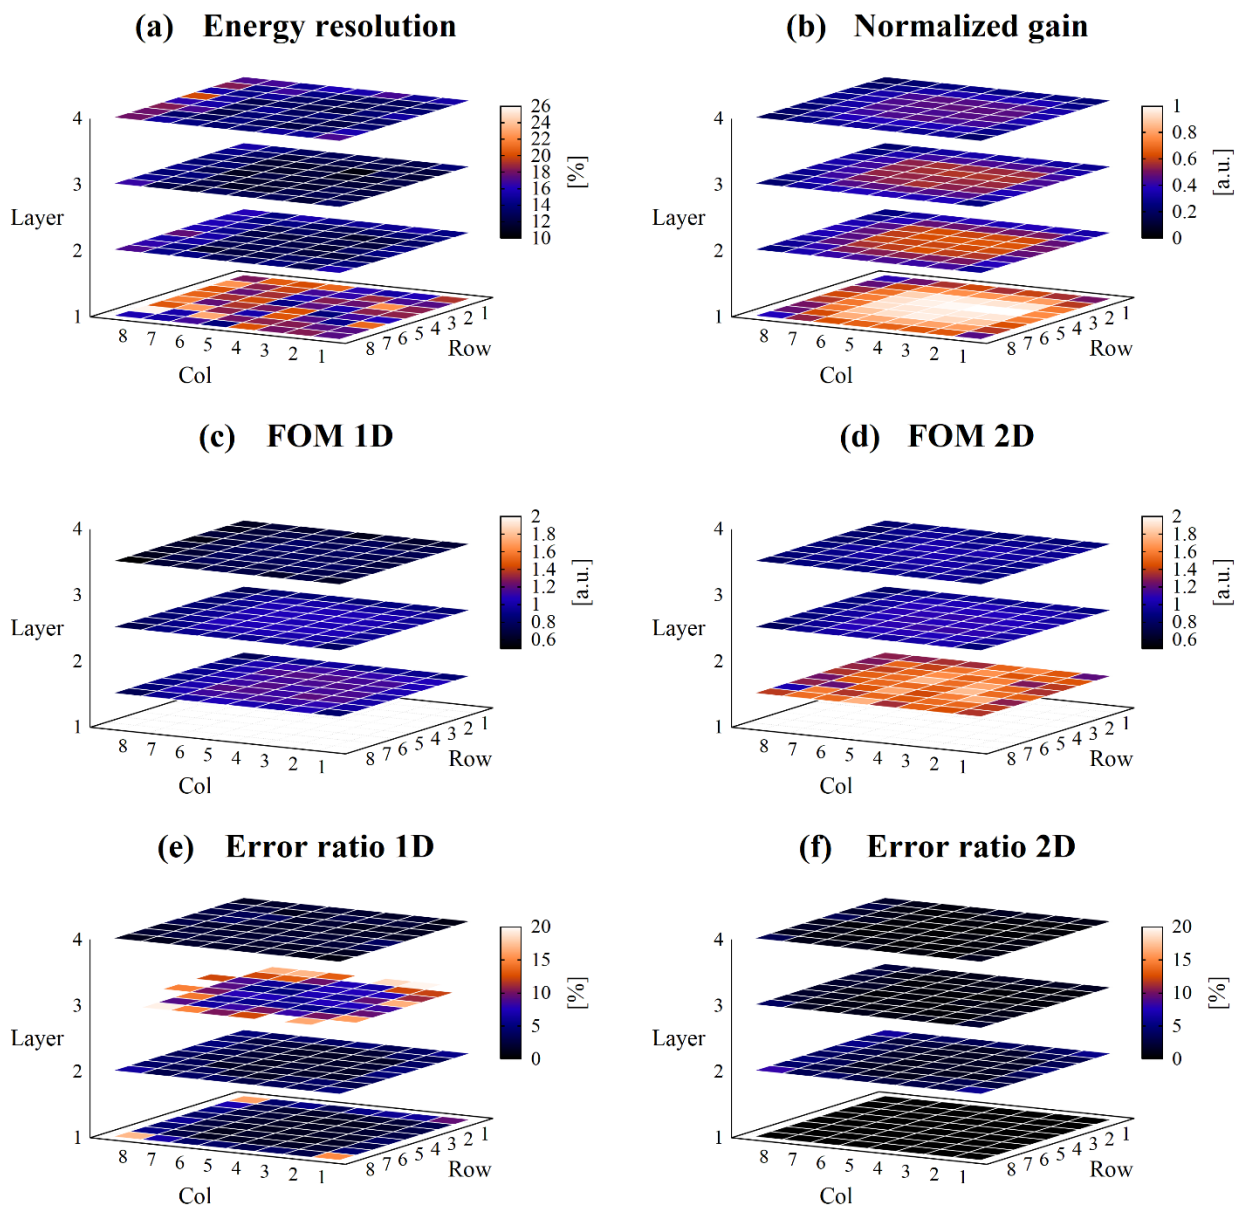 (a) Energy resolution
4
3
Layer
2
1
8 7 6 5 4 3 2 1
Col
8 7 6 5 4 3 2 1
Row
26
24
22
20
18
16
14
12
10
[%]
(b) Normalized gain
4
3
Layer
2
1
8 7 6 5 4 3 2 1
Col
8 7 6 5 4 3 2 1
Row
1
0.8
0.6
0.4
0.2
0
[a.u.]
(c) FOM 1D
4
3
Layer
2
1
8 7 6 5 4 3 2 1
Col
8 7 6 5 4 3 2 1
Row
2
1.8
1.6
1.4
1.2
1
0.8
0.6
[a.u.]
(d) FOM 2D
4
3
Layer
2
1
8 7 6 5 4 3 2 1
Col
8 7 6 5 4 3 2 1
Row
2
1.8
1.6
1.4
1.2
1
0.8
0.6
[a.u.]
(e) Error ratio 1D
4
3
Layer
2
1
8 7 6 5 4 3 2 1
Col
8 7 6 5 4 3 2 1
Row
20
15
10
5
0
[%]
(f) Error ratio 2D
4
3
Layer
2
1
8 7 6 5 4 3 2 1
Col
8 7 6 5 4 3 2 1
Row
20
15
10
5
0
[%]